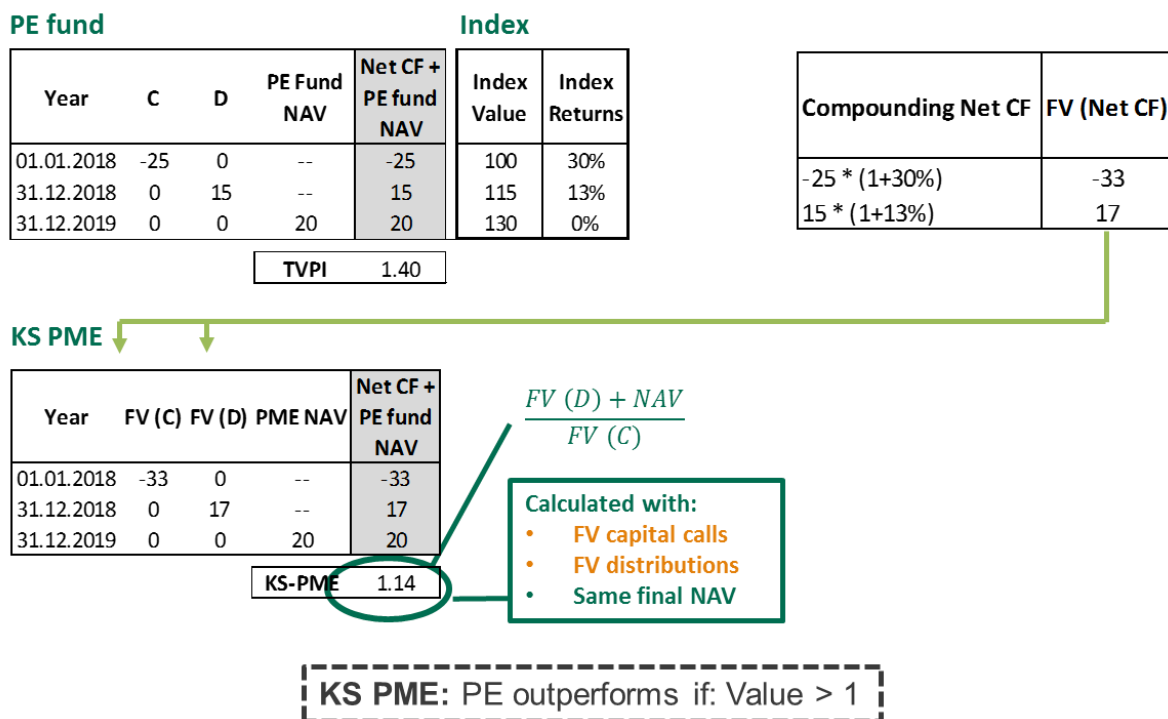 PE fund
Index
Year C D PE Fund NAV Net CF + PE fund NAV Index Value Index Returns
01.01.2018 -25 0 -- -25 100 30%
31.12.2018 0 15 -- 15 115 13%
31.12.2019 0 0 20 20 130 0%
TVPI 1.40
Compounding Net CF FV (Net CF)
-25 * (1+30%) -33
15 * (1+13%) 17
KS PME
Year FV (C) FV (D) PME NAV Net CF + PE fund NAV
01.01.2018 -33 0 -- -33
31.12.2018 0 17 -- 17
31.12.2019 0 0 20 20
KS-PME 1.14
FV (D) + NAV
FV (C)
Calculated with:
• FV capital calls
• FV distributions
• Same final NAV
KS PME: PE outperforms if: Value > 1